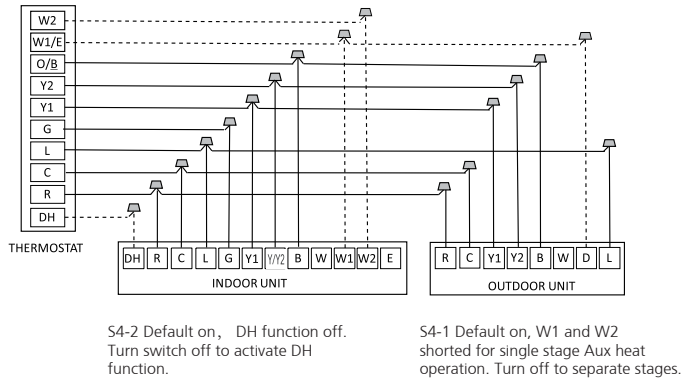 W2
W1/E
O/B
Y2
Y1
G
L
C
R
DH
THERMOSTAT
DH R C L G Y1 Y/Y2 B W W1 W2 E
INDOOR UNIT
R C Y1 Y2 B W D L
OUTDOOR UNIT
S4-2 Default on， DH function off.
Turn switch off to activate DH
function.
S4-1 Default on, W1 and W2
shorted for single stage Aux heat
operation. Turn off to separate stages.